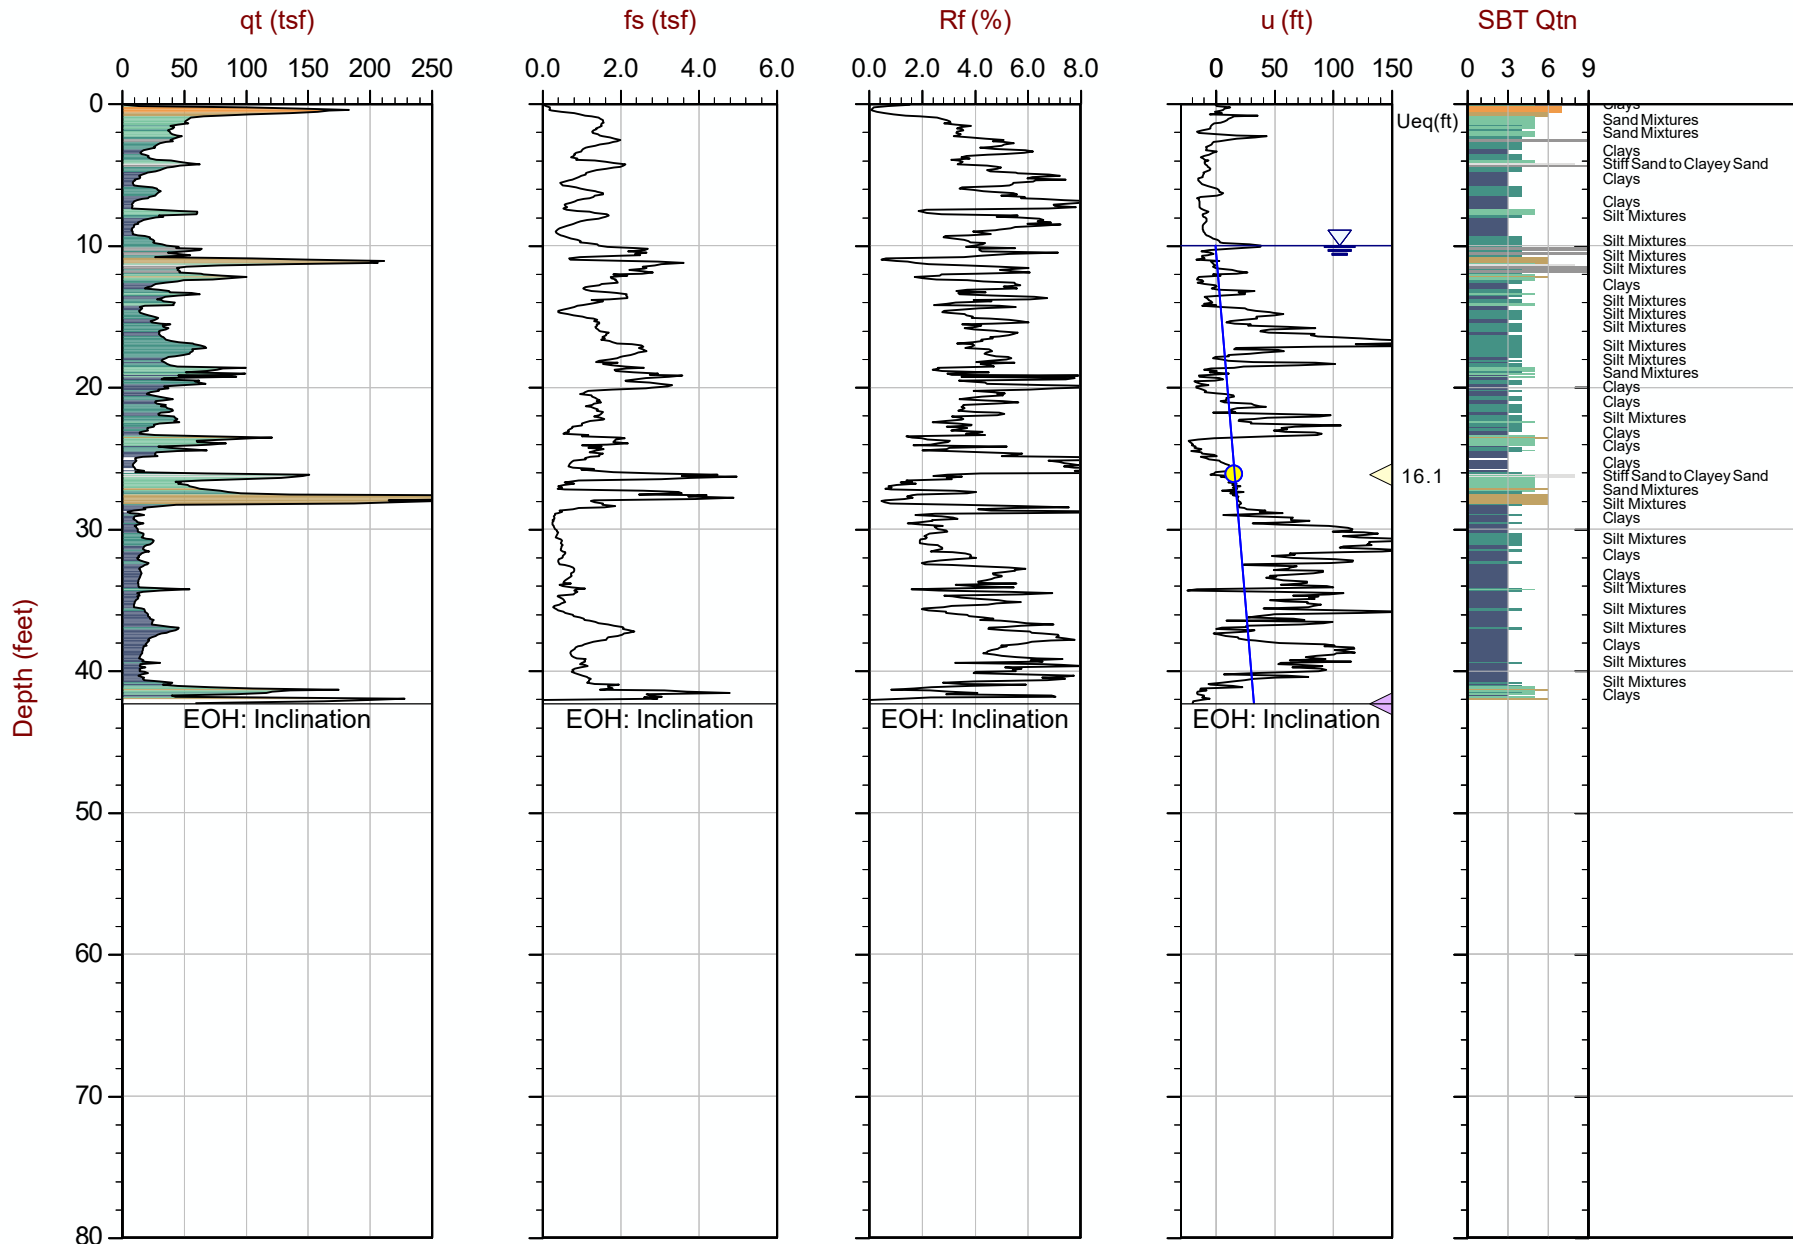 qt (tsf) fs (tsf) Rf (%) u (ft) SBT Qtn
0 50 100 150 200 250 0.0 2.0 4.0 6.0 0.0 2.0 4.0 6.0 8.0 0 50 100 150 0 3 6 9
0
Clays
Ueq(ft)
Sand Mixtures
Sand Mixtures
Clays
Stiff Sand to Clayey Sand
Clays
Clays
Silt Mixtures
10
Silt Mixtures
Silt Mixtures
Silt Mixtures
Clays
Silt Mixtures
Silt Mixtures
Silt Mixtures
Silt Mixtures
Silt Mixtures
Sand Mixtures
20
Clays
Clays
Silt Mixtures
Clays
Clays
Clays
16.1
Stiff Sand to Clayey Sand
Sand Mixtures
Silt Mixtures
Clays
30
Silt Mixtures
Clays
Clays
Silt Mixtures
Silt Mixtures
Silt Mixtures
Clays
Silt Mixtures
40
Silt Mixtures
Clays
EOH: Inclination EOH: Inclination EOH: Inclination EOH: Inclination
Depth (feet)
50
60
70
80